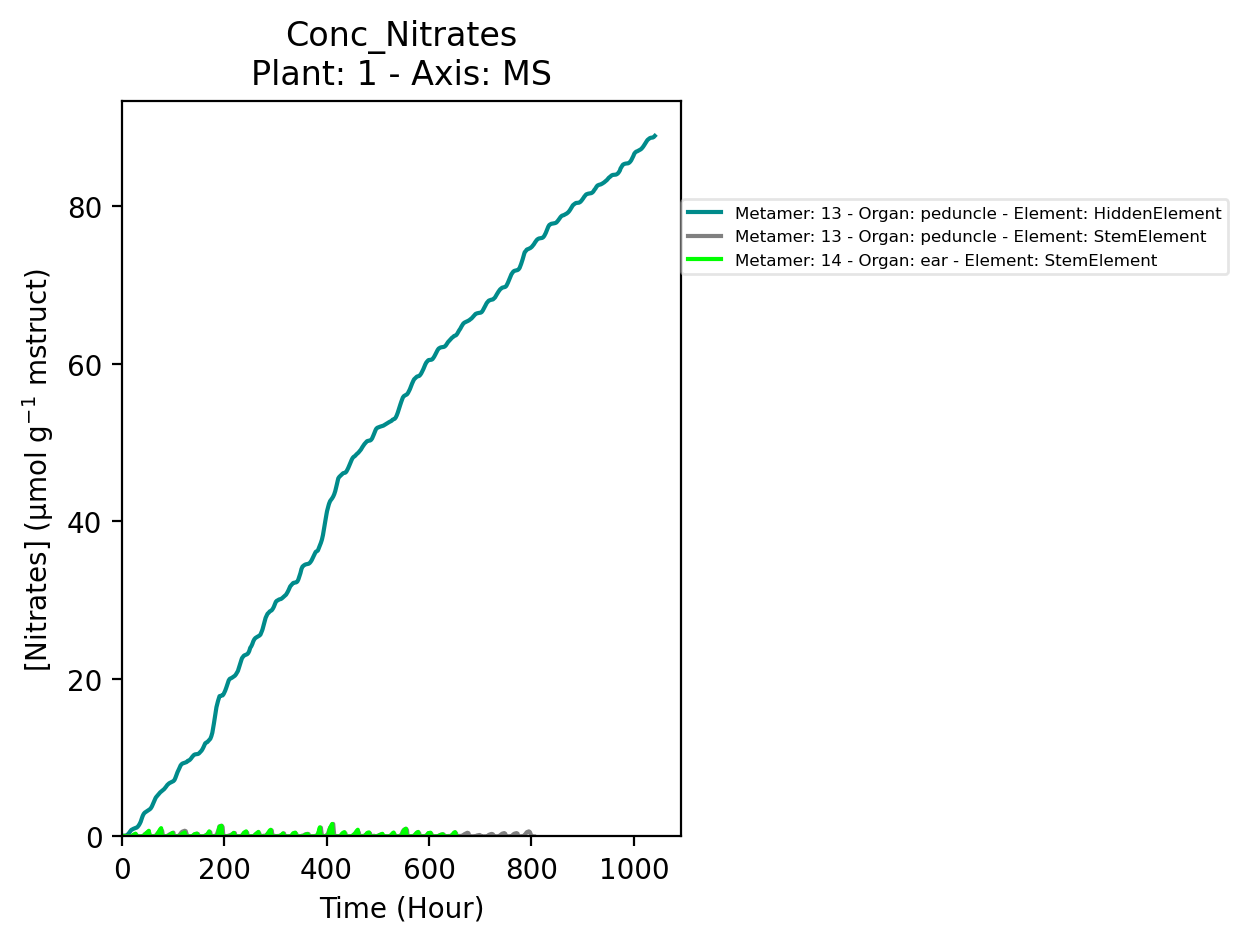 Conc_Nitrates
Plant: 1 - Axis: MS
[Nitrates] (µmol g⁻¹ mstruct)
80
60
40
20
0
0 200 400 600 800 1000
Time (Hour)
Metamer: 13 - Organ: peduncle - Element: HiddenElement
Metamer: 13 - Organ: peduncle - Element: StemElement
Metamer: 14 - Organ: ear - Element: StemElement